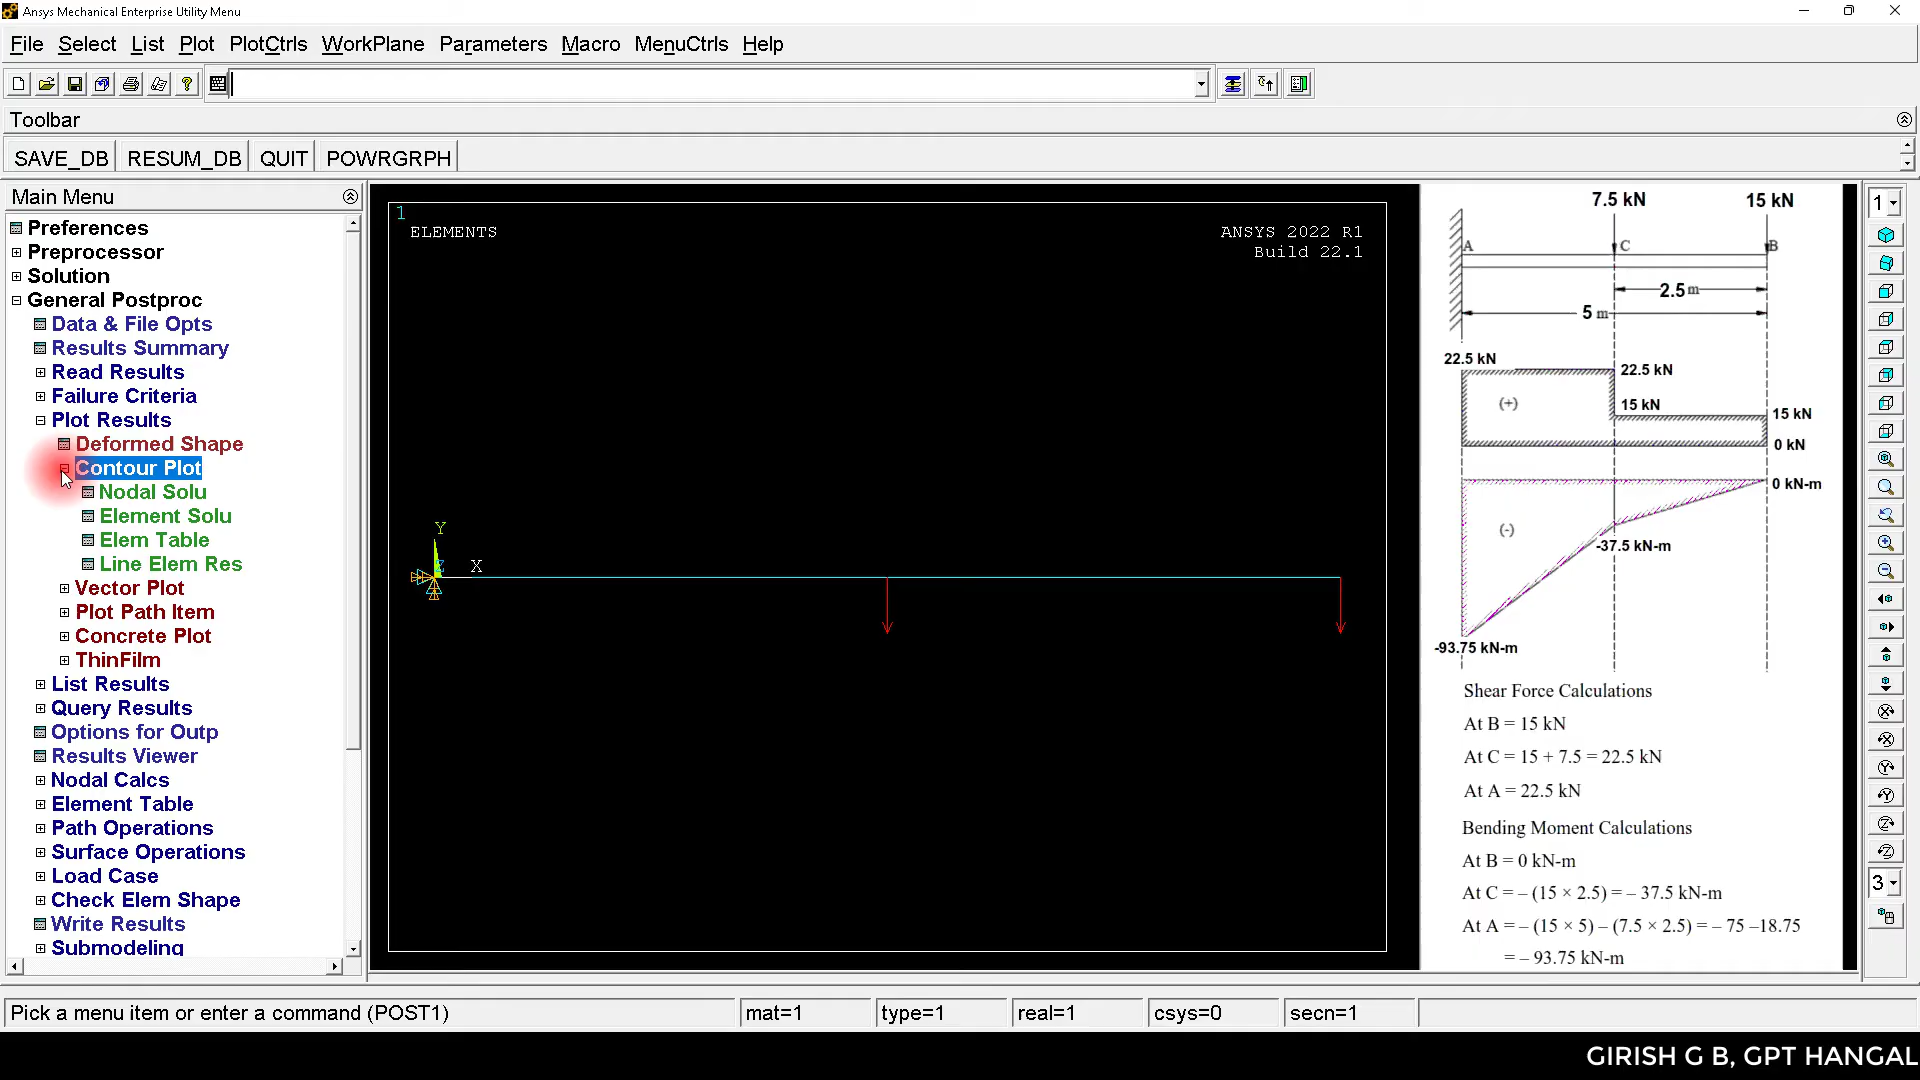 Ansys Mechanical Enterprise Utility Menu
File Select List Plot PlotCtrls WorkPlane Parameters Macro MenuCtrls Help
Toolbar
SAVE_DB RESUM_DB QUIT POWRGRPH
Main Menu
Preferences
Preprocessor
Solution
General Postproc
Data & File Opts
Results Summary
Read Results
Failure Criteria
Plot Results
Deformed Shape
Contour Plot
Nodal Solu
Element Solu
Elem Table
Line Elem Res
Vector Plot
Plot Path Item
Concrete Plot
ThinFilm
List Results
Query Results
Options for Outp
Results Viewer
Nodal Calcs
Element Table
Path Operations
Surface Operations
Load Case
Check Elem Shape
Write Results
Submodeling
1
ELEMENTS
ANSYS 2022 R1
Build 22.1
Y
X
7.5 kN 15 kN
A C B
2.5 m
5 m
22.5 kN
22.5 kN
(+)
15 kN
15 kN
0 kN
0 kN-m
(-)
-37.5 kN-m
-93.75 kN-m
Shear Force Calculations
At B = 15 kN
At C = 15 + 7.5 = 22.5 kN
At A = 22.5 kN
Bending Moment Calculations
At B = 0 kN-m
At C = – (15 × 2.5) = – 37.5 kN-m
At A = – (15 × 5) – (7.5 × 2.5) = – 75 –18.75
= – 93.75 kN-m
1
3
Pick a menu item or enter a command (POST1)
mat=1 type=1 real=1 csys=0 secn=1
GIRISH G B, GPT HANGAL